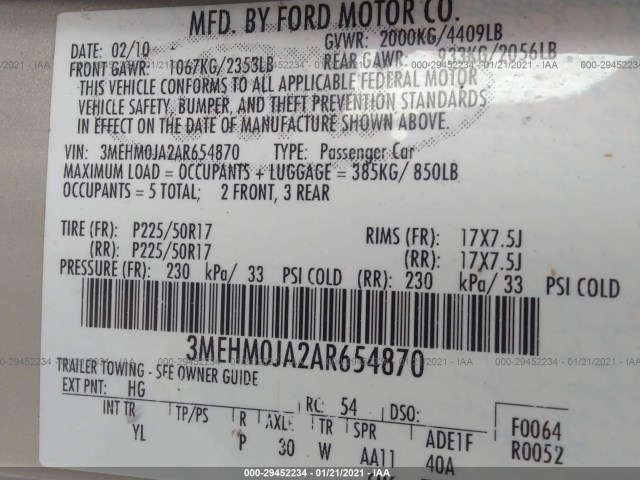 MFD. BY FORD MOTOR CO.
DATE: 02/10 GVWR: 2000KG/4409LB
FRONT GAWR: 1067KG/2353LB REAR GAWR: 933KG/2056LB
THIS VEHICLE CONFORMS TO ALL APPLICABLE FEDERAL MOTOR
VEHICLE SAFETY, BUMPER, AND THEFT PREVENTION STANDARDS
IN EFFECT ON THE DATE OF MANUFACTURE SHOWN ABOVE.
VIN: 3MEHM0JA2AR654870 TYPE: Passenger Car
MAXIMUM LOAD = OCCUPANTS + LUGGAGE = 385KG/ 850LB
OCCUPANTS = 5 TOTAL; 2 FRONT, 3 REAR
TIRE (FR): P225/50R17 RIMS (FR): 17X7.5J
(RR): P225/50R17 (RR): 17X7.5J
PRESSURE (FR): 230 kPa/ 33 PSI COLD (RR): 230 kPa/ 33 PSI COLD
3MEHM0JA2AR654870
TRAILER TOWING - SEE OWNER GUIDE
EXT PNT: HG RC: 54 DSO: F0064
INT TR TP/PS R AXLE TR SPR ADE1F R0052
YL P 30 W AA11 40A
000-29452234 - 01/21/2021 - IAA